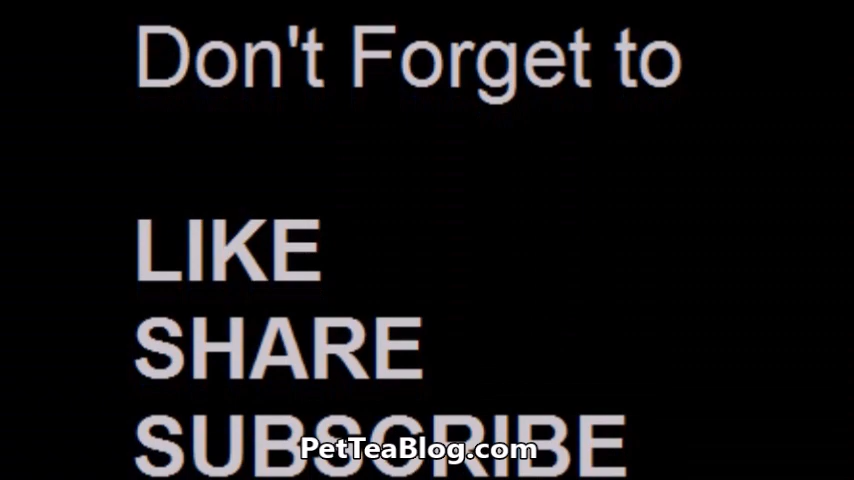 Don't Forget to
LIKE
SHARE
SUBSCRIBE
PetTeaBlog.com